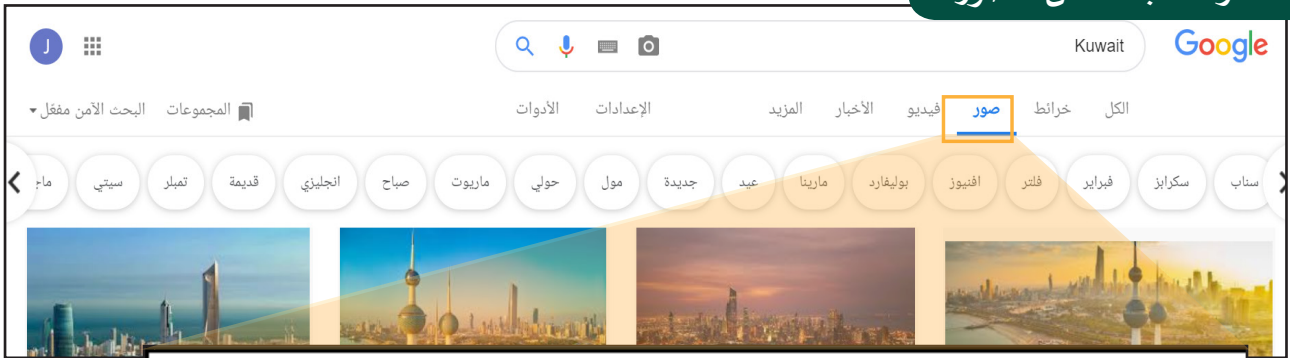 Google Kuwait J
الكل خرائط صور فيديو الأخبار المزيد الإعدادات الأدوات المجموعات البحث الآمن مفعّل
سناب سكرابز فبراير فلتر افنيوز بوليفارد مارينا عيد جديدة مول حولي ماريوت صباح انجليزي قديمة تمبلر سيتي